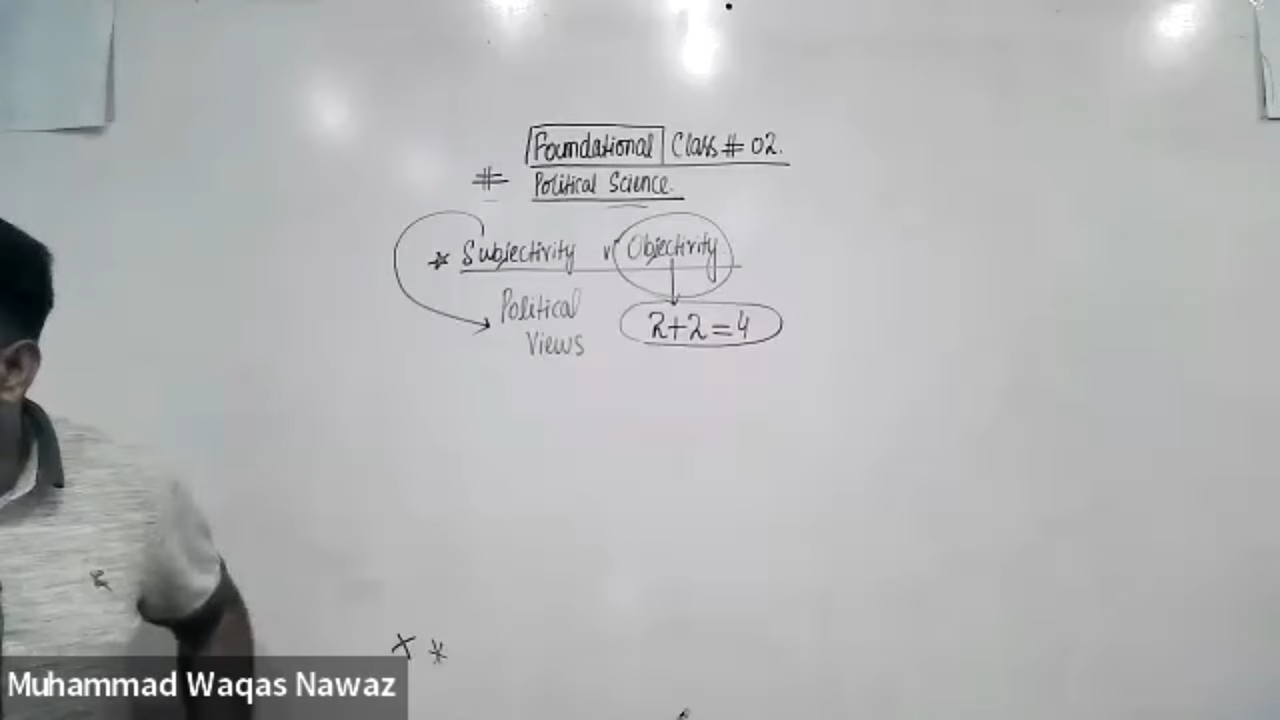 Foundational Class # 02.
# Political Science.
* Subjectivity v Objectivity
Political 2+2=4
Views
x *
Muhammad Waqas Nawaz